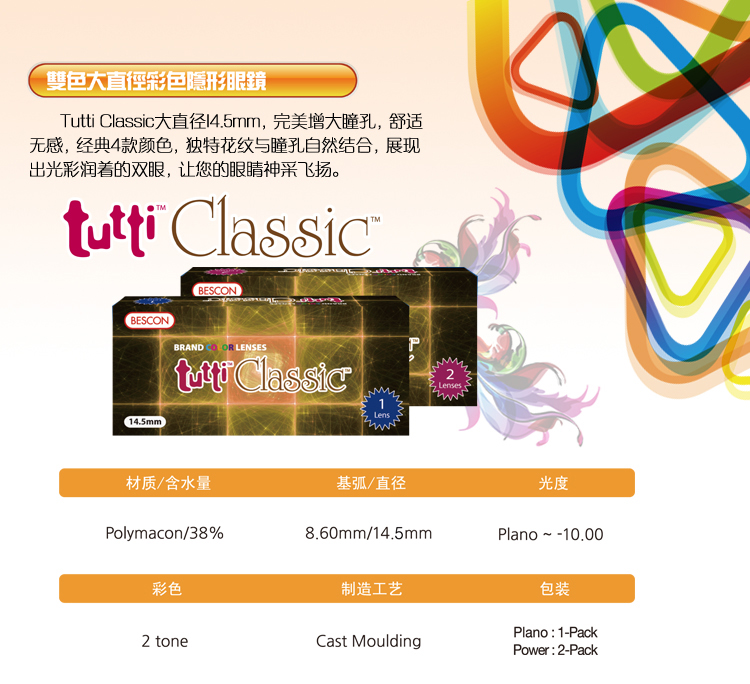 雙色大直徑彩色隱形眼鏡
Tutti Classic大直径14.5mm，完美增大瞳孔，舒适
无感，经典4款颜色，独特花纹与瞳孔自然结合，展现
出光彩润着的双眼，让您的眼睛神采飞扬。
tutti™ Classic™
BESCON
BESCON
BRAND COLOR LENSES
tutti™ Classic™
2
Lenses
1
Lens
14.5mm
材质/含水量 基弧/直径 光度
Polymacon/38% 8.60mm/14.5mm Plano ~ -10.00
彩色 制造工艺 包装
2 tone Cast Moulding Plano : 1-Pack
Power : 2-Pack